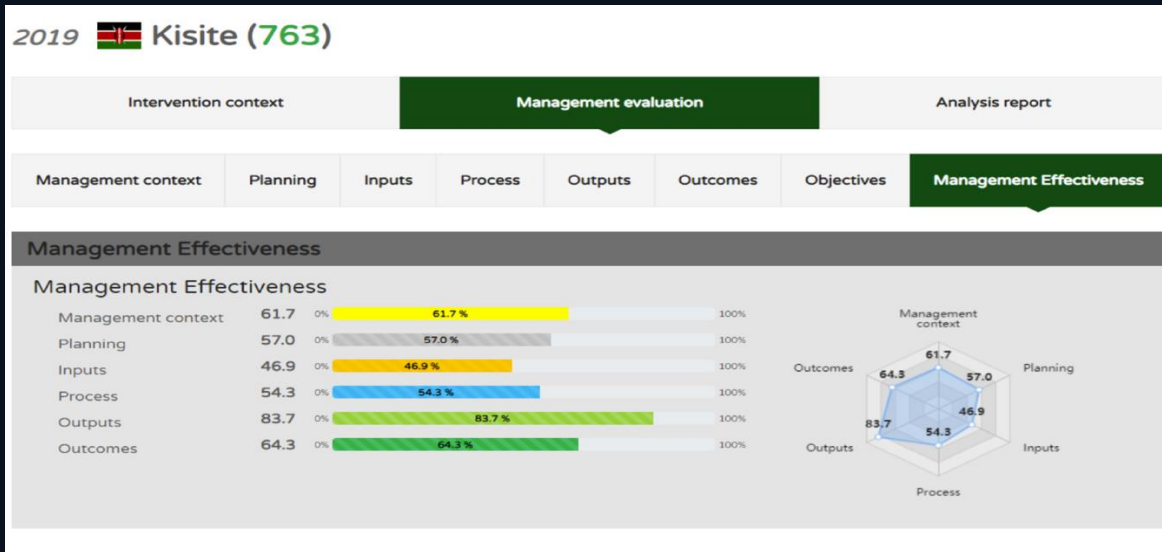 2019 Kisite (763)
Intervention context Management evaluation Analysis report
Management context Planning Inputs Process Outputs Outcomes Objectives Management Effectiveness
Management Effectiveness
Management Effectiveness
Management context 61.7 0% 61.7 % 100%
Planning 57.0 0% 57.0 % 100%
Inputs 46.9 0% 46.9 % 100%
Process 54.3 0% 54.3 % 100%
Outputs 83.7 0% 83.7 % 100%
Outcomes 64.3 0% 64.3 % 100%
Management
context
61.7
Outcomes 64.3 57.0 Planning
83.7 46.9
54.3
Outputs Inputs
Process